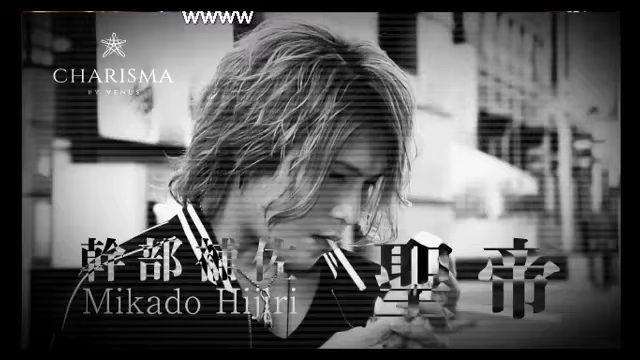 wwww
CHARISMA
BY VENUS
幹部補佐
聖帝
Mikado Hijiri